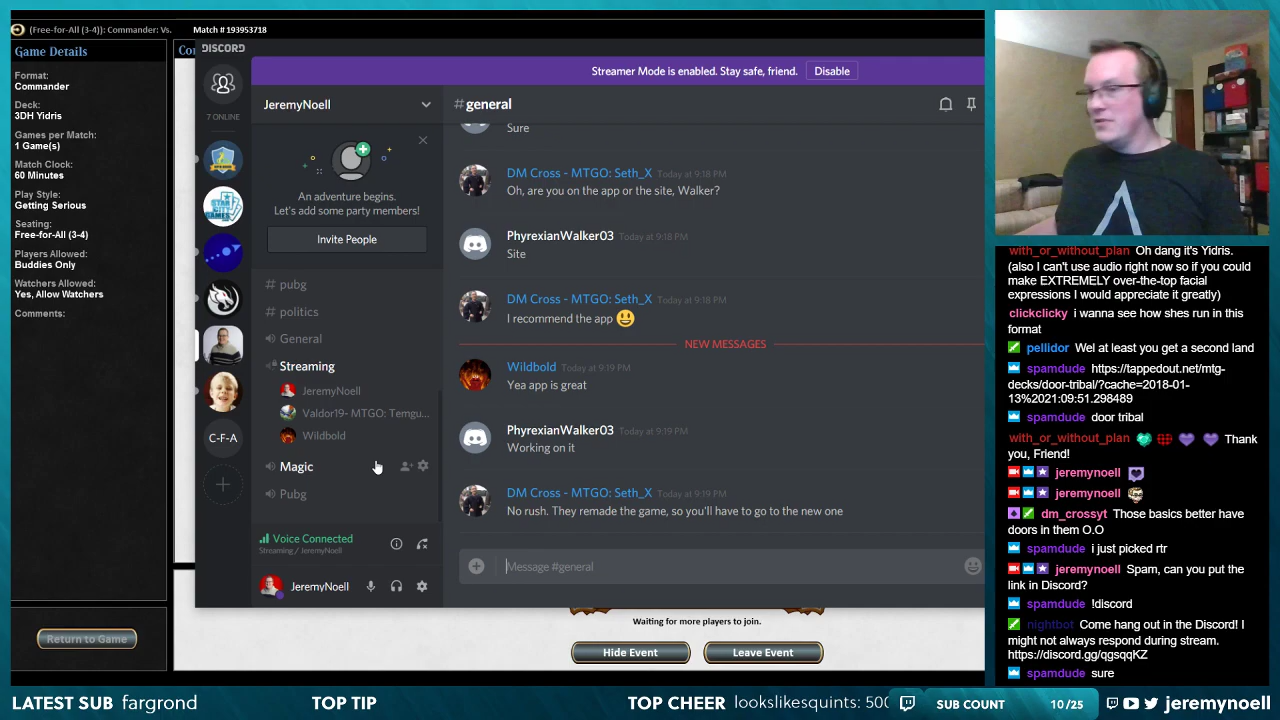 (Free-for-All (3-4)): Commander: Vs.
Match # 193953718
Game Details
Format:
Commander
Deck:
3DH Yidris
Games per Match:
1 Game(s)
Match Clock:
60 Minutes
Play Style:
Getting Serious
Seating:
Free-for-All (3-4)
Players Allowed:
Buddies Only
Watchers Allowed:
Yes, Allow Watchers
Comments:
Return to Game
DISCORD
7 ONLINE
STAR CITY GAMES
C-F-A
Streamer Mode is enabled. Stay safe, friend.
Disable
JeremyNoell
An adventure begins.
Let's add some party members!
Invite People
# pubg
# politics
General
Streaming
JeremyNoell
Valdor19- MTGO: Temgu...
Wildbold
Magic
Pubg
Voice Connected
Streaming / JeremyNoell
JeremyNoell
#general
Sure
DM Cross - MTGO: Seth_X Today at 9:18 PM
Oh, are you on the app or the site, Walker?
PhyrexianWalker03 Today at 9:18 PM
Site
DM Cross - MTGO: Seth_X Today at 9:18 PM
I recommend the app
NEW MESSAGES
Wildbold Today at 9:19 PM
Yea app is great
PhyrexianWalker03 Today at 9:19 PM
Working on it
DM Cross - MTGO: Seth_X Today at 9:19 PM
No rush. They remade the game, so you'll have to go to the new one
Message #general
Waiting for more players to join.
Hide Event
Leave Event
with_or_without_plan Oh dang it's Yidris.
(also I can't use audio right now so if you could
make EXTREMELY over-the-top facial
expressions I would appreciate it greatly)
clickclicky i wanna see how shes run in this
format
pellidor Wel at least you get a second land
spamdude https://tappedout.net/mtg-
decks/door-tribal/?cache=2018-01-
13%2021:09:51.298489
spamdude door tribal
with_or_without_plan Thank
you, Friend!
jeremynoell
jeremynoell
dm_crossyt Those basics better have
doors in them O.O
spamdude i just picked rtr
jeremynoell Spam, can you put the
link in Discord?
spamdude !discord
nightbot Come hang out in the Discord! I
might not always respond during stream.
https://discord.gg/qgsqqKZ
spamdude sure
LATEST SUB fargrond
TOP TIP
TOP CHEER lookslikesquints: 500
SUB COUNT 10/25
jeremynoell